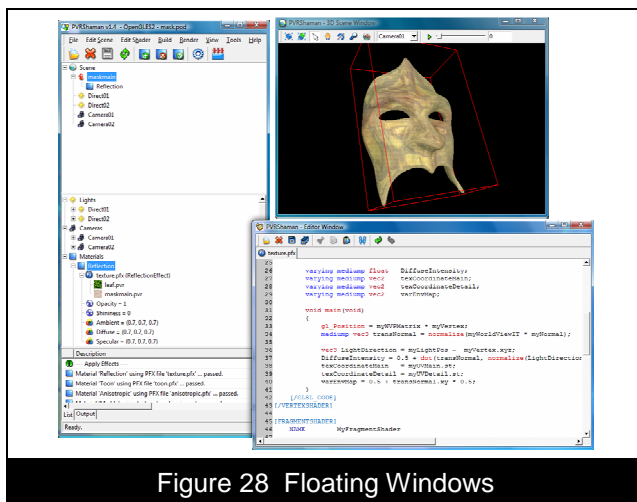 PVRShaman v1.4 - OpenGLES2 - mask.pod
File Edit Scene Edit Shader Build Render View Tools Help
Scene
maskmain
Reflection
Direct01
Direct02
Camera01
Camera02
Lights
Direct01
Direct02
Cameras
Camera01
Camera02
Materials
Reflection
texture.pfx (ReflectionEffect)
leaf.pvr
maskmain.pvr
Opacity = 1
Shininess = 0
Ambient = (0.7, 0.7, 0.7)
Diffuse = (0.7, 0.7, 0.7)
Specular = (0.7, 0.7, 0.7)
Description
----- Apply Effects
Material 'Reflection' using PFX file 'texture.pfx' ... passed.
Material 'Toon' using PFX file 'toon.pfx' ... passed.
Material 'Anisotropic' using PFX file 'anisotropic.pfx' ... passed.
List Output
Ready.
PVRShaman - 3D Scene Window
Camera01 0
PVRShaman - Editor Window
texture.pfx
25
26 varying mediump float DiffuseIntensity;
27 varying mediump vec2 texCoordinateMain;
28 varying mediump vec2 texCoordinateDetail;
29 varying mediump vec2 varEnvMap;
30
31 void main(void)
32 {
33 gl_Position = myWVPMatrix * myVertex;
34 mediump vec3 transNormal = normalize(myWorldViewIT * myNormal);
35
36 vec3 LightDirection = myLightPos - myVertex.xyz;
37 DiffuseIntensity = 0.5 + dot(transNormal, normalize(LightDirection
38 texCoordinateMain = myUVMain.st;
39 texCoordinateDetail = myUVDetail.st;
40 varEnvMap = 0.5 + transNormal.xy * 0.5;
41 }
42 [/GLSL_CODE]
43 [/VERTEXSHADER]
44
45 [FRAGMENTSHADER]
46 NAME MyFragmentShader
Figure 28 Floating Windows